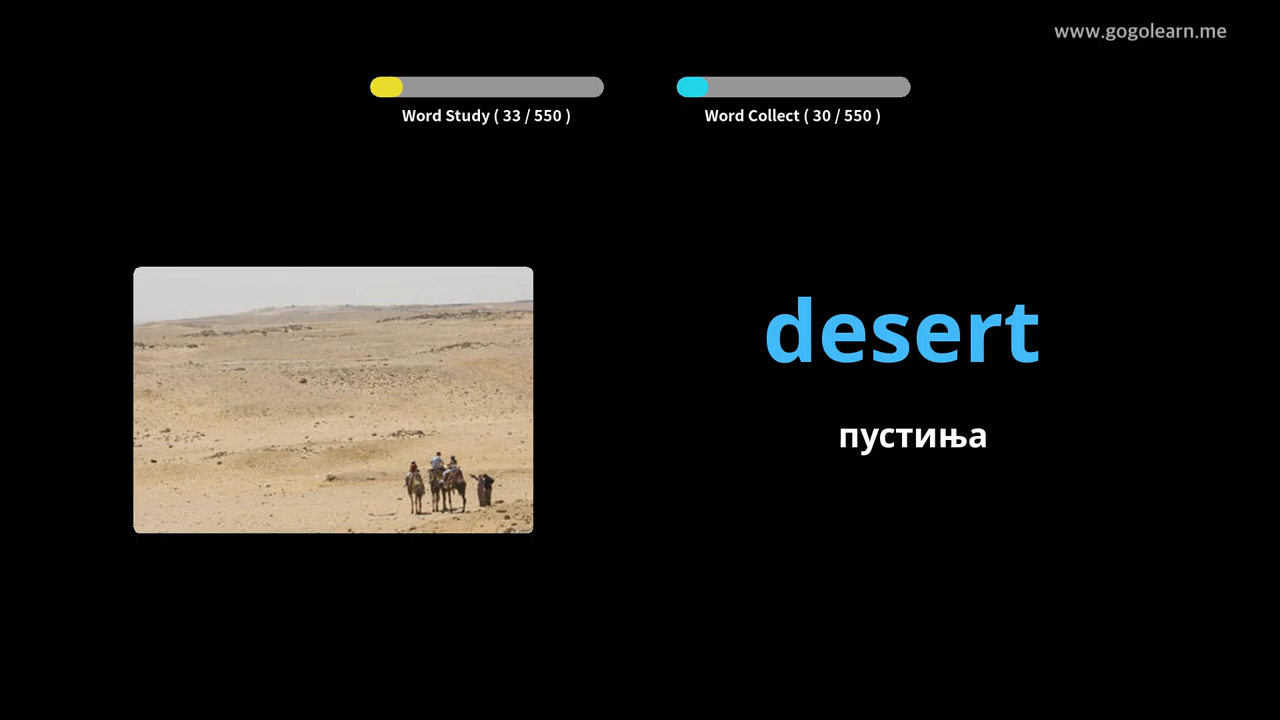 www.gogolearn.me
Word Study ( 33 / 550 )
Word Collect ( 30 / 550 )
desert
пустиња